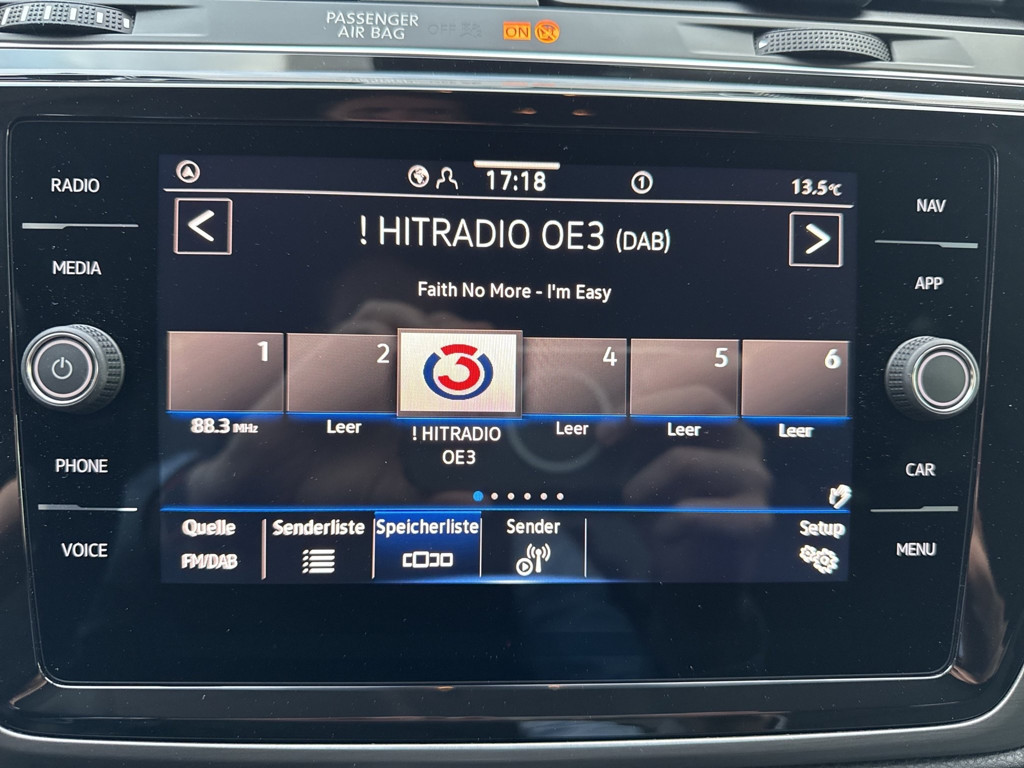 PASSENGER
AIR BAG OFF ON
RADIO
MEDIA
PHONE
VOICE
17:18 1 13.5°C
! HITRADIO OE3 (DAB)
Faith No More - I'm Easy
1 2 3 4 5 6
88.3 MHz Leer ! HITRADIO Leer Leer Leer
OE3
Quelle Senderliste Speicherliste Sender Setup
FM/DAB
NAV
APP
CAR
MENU